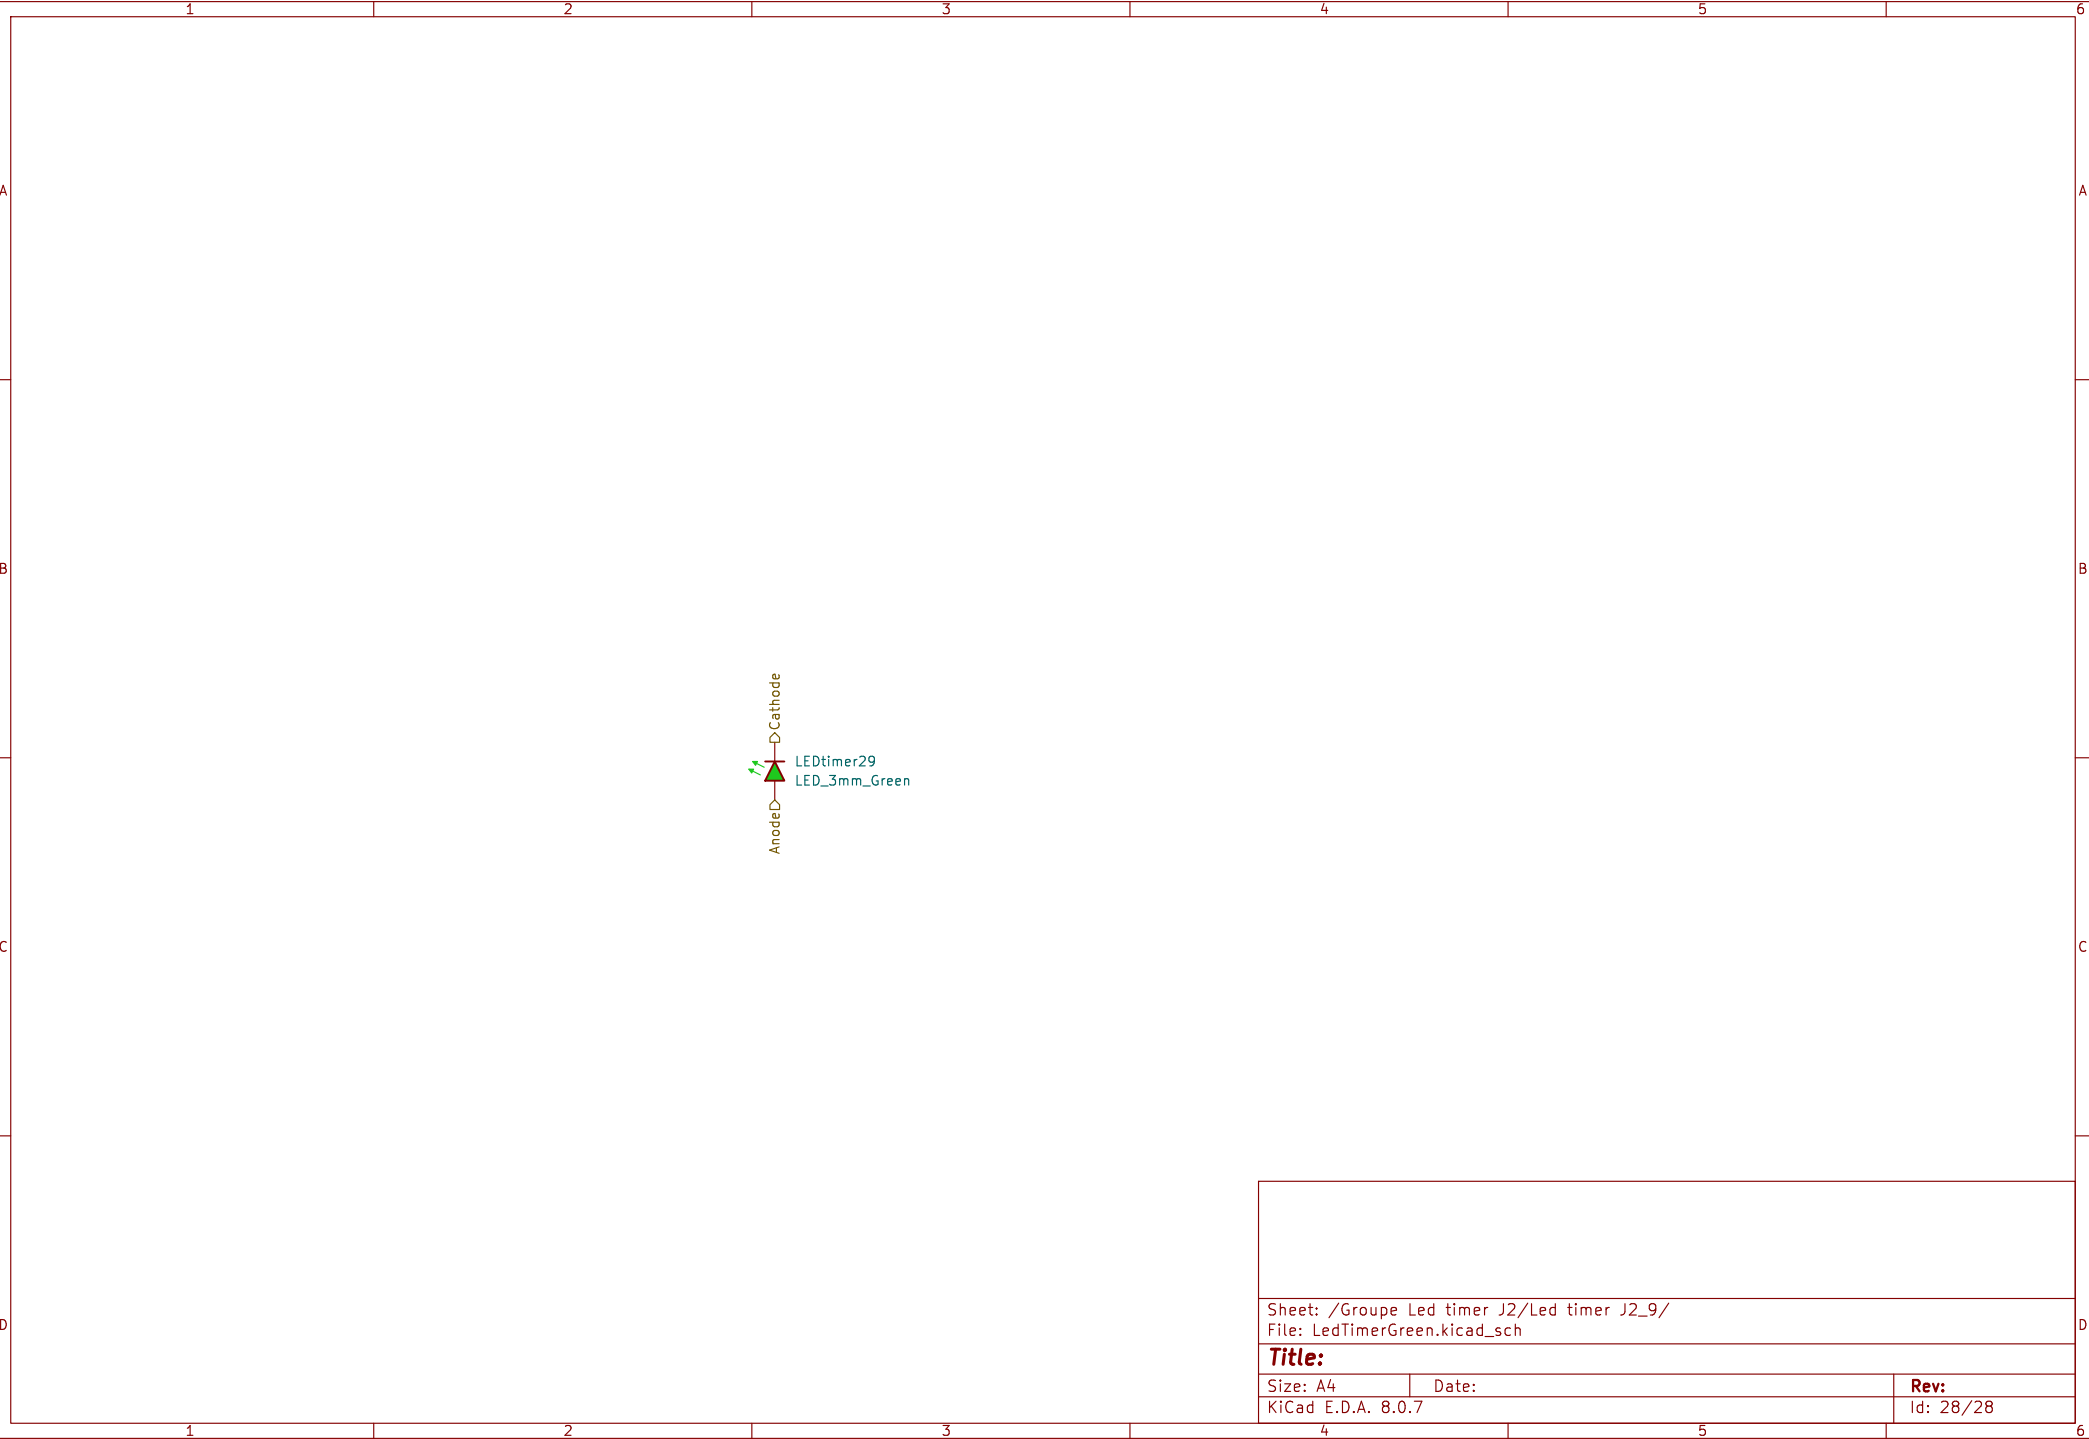 1 2 3 4 5 6
A A
B B
Cathode
LEDtimer29
LED_3mm_Green
Anode
C C
Sheet: /Groupe Led timer J2/Led timer J2_9/
File: LedTimerGreen.kicad_sch
D D
Title:
Size: A4 Date: Rev:
KiCad E.D.A. 8.0.7 Id: 28/28
1 2 3 4 5 6